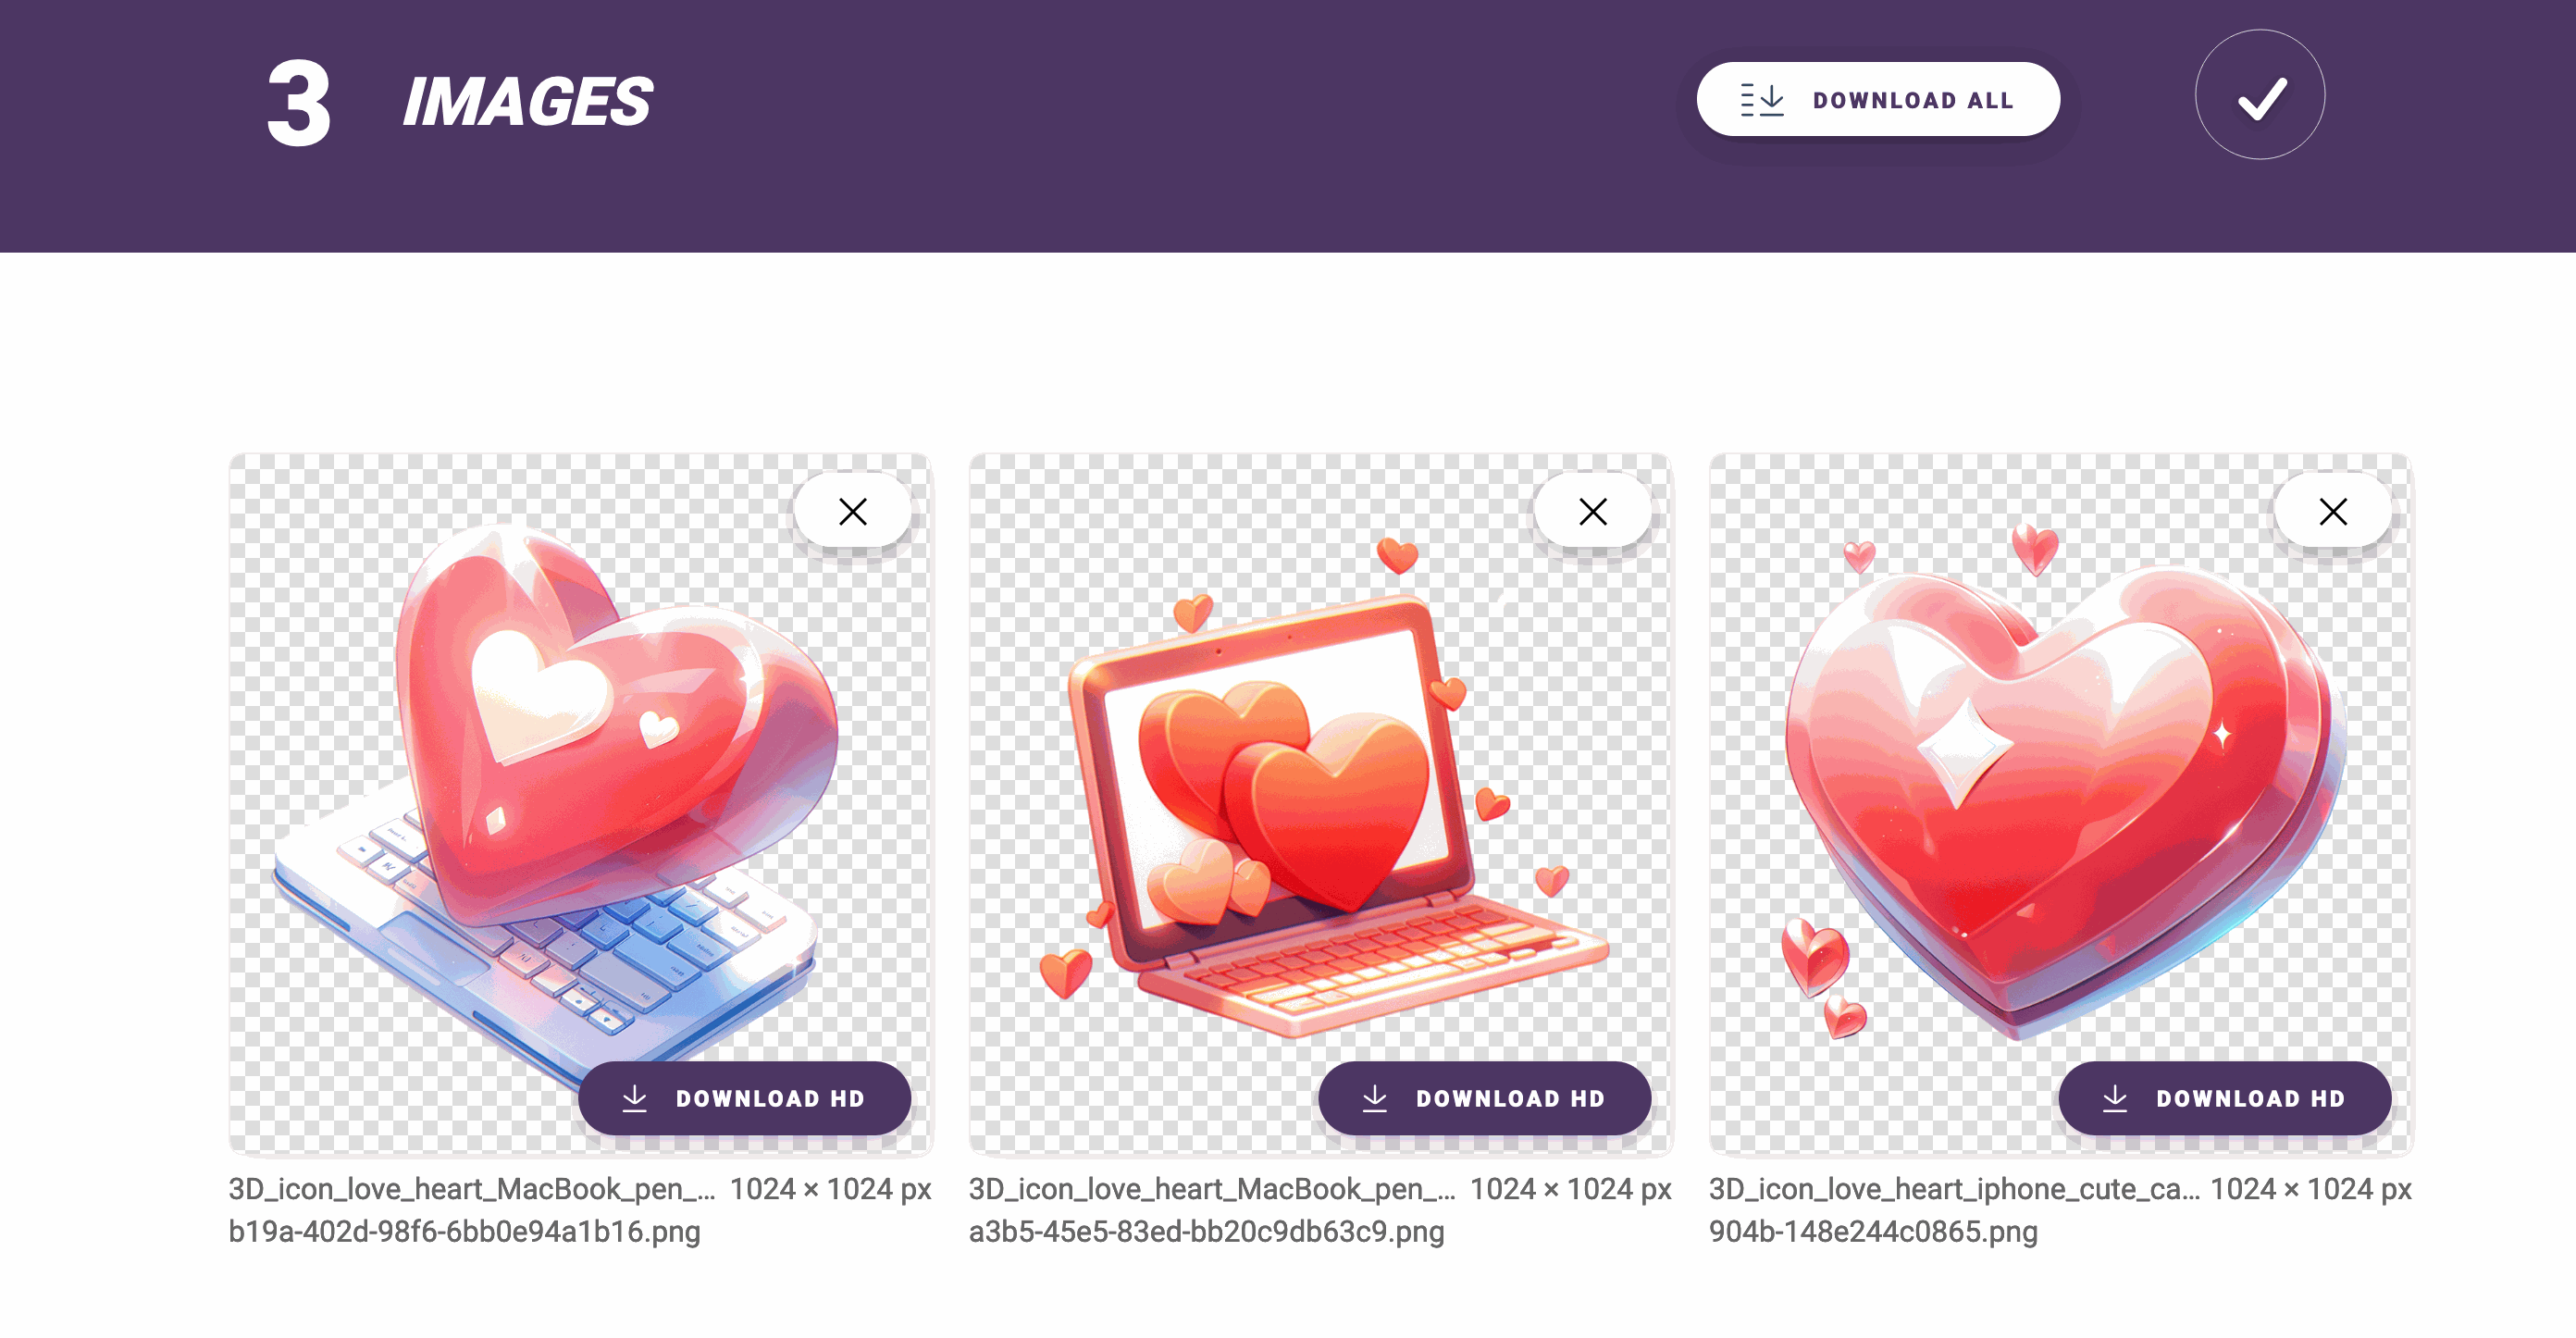 3 IMAGES
DOWNLOAD ALL
DOWNLOAD HD
DOWNLOAD HD
DOWNLOAD HD
3D_icon_love_heart_MacBook_pen_... 1024 × 1024 px
b19a-402d-98f6-6bb0e94a1b16.png
3D_icon_love_heart_MacBook_pen_... 1024 × 1024 px
a3b5-45e5-83ed-bb20c9db63c9.png
3D_icon_love_heart_iphone_cute_ca... 1024 × 1024 px
904b-148e244c0865.png